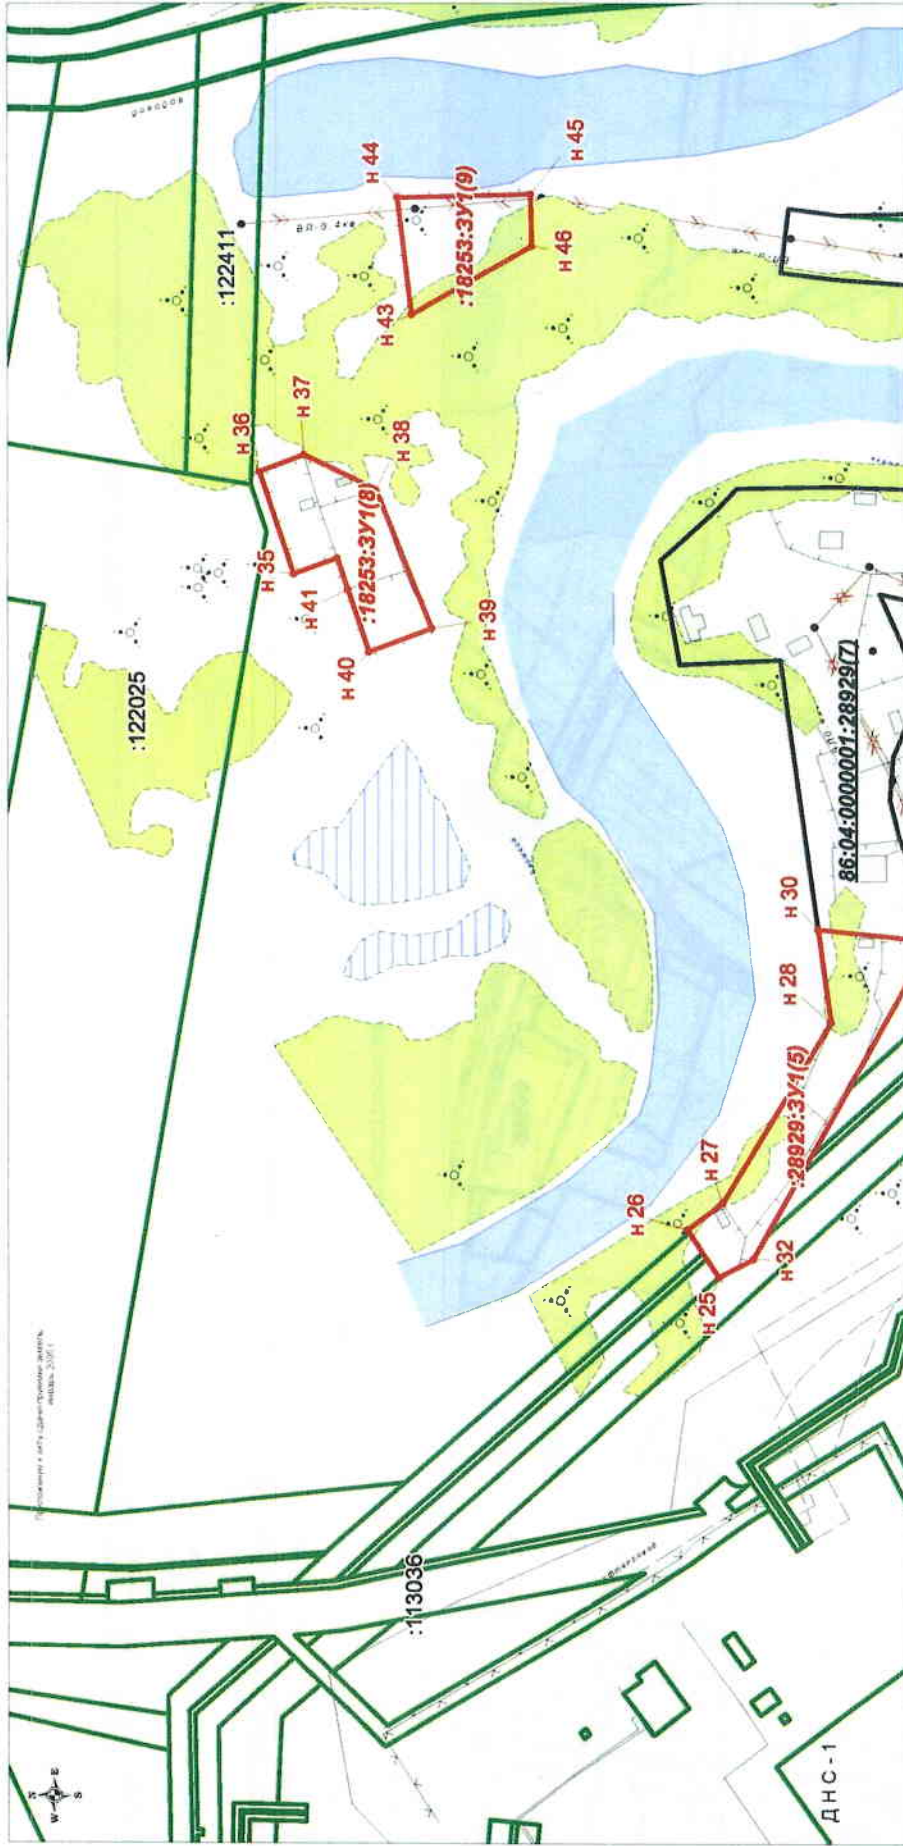 N
W E
S
:122025
:122411
н 36
н 35
н 37
н 41
:18253:ЗУ1(8)
н 38
н 40
н 39
н 44
н 43
:18253:ЗУ1(9)
н 45
н 46
:113036
н 26
н 27
н 25
н 32
:28929:ЗУ1(5)
н 28
н 30
86:04:0000001:28929(7)
ДНС-1